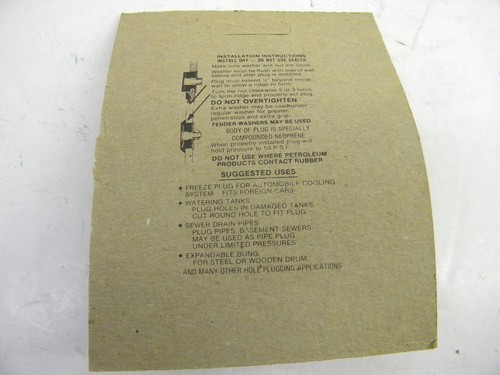 INSTALLATION INSTRUCTIONS
INSTALL DRY — DO NOT USE SEALER
Make sure washer and nut are loose.
Washer must be flush with side of wall
before and after plug is installed.
Plug must extend ¼" beyond inside
wall to allow a ridge to form.
Turn the nut clockwise 2 or 3 turns,
to form ridge and properly set plug.
DO NOT OVERTIGHTEN
Extra washer may be used under
regular washer for greater
penetration and extra grip.
FENDER WASHERS MAY BE USED.
BODY OF PLUG IS SPECIALLY
COMPOUNDED NEOPRENE
When properly installed plug will
hold pressure to 50 P.S.I.
DO NOT USE WHERE PETROLEUM
PRODUCTS CONTACT RUBBER
SUGGESTED USES
• FREEZE PLUG FOR AUTOMOBILE COOLING
SYSTEM - FITS FOREIGN CARS
• WATERING TANKS
PLUG HOLES IN DAMAGED TANKS
CUT ROUND HOLE TO FIT PLUG
• SEWER DRAIN PIPES
PLUG PIPES, BASEMENT SEWERS
MAY BE USED AS PIPE PLUG
UNDER LIMITED PRESSURES
• EXPANDABLE BUNG
FOR STEEL OR WOODEN DRUM
AND MANY OTHER HOLE PLUGGING APPLICATIONS